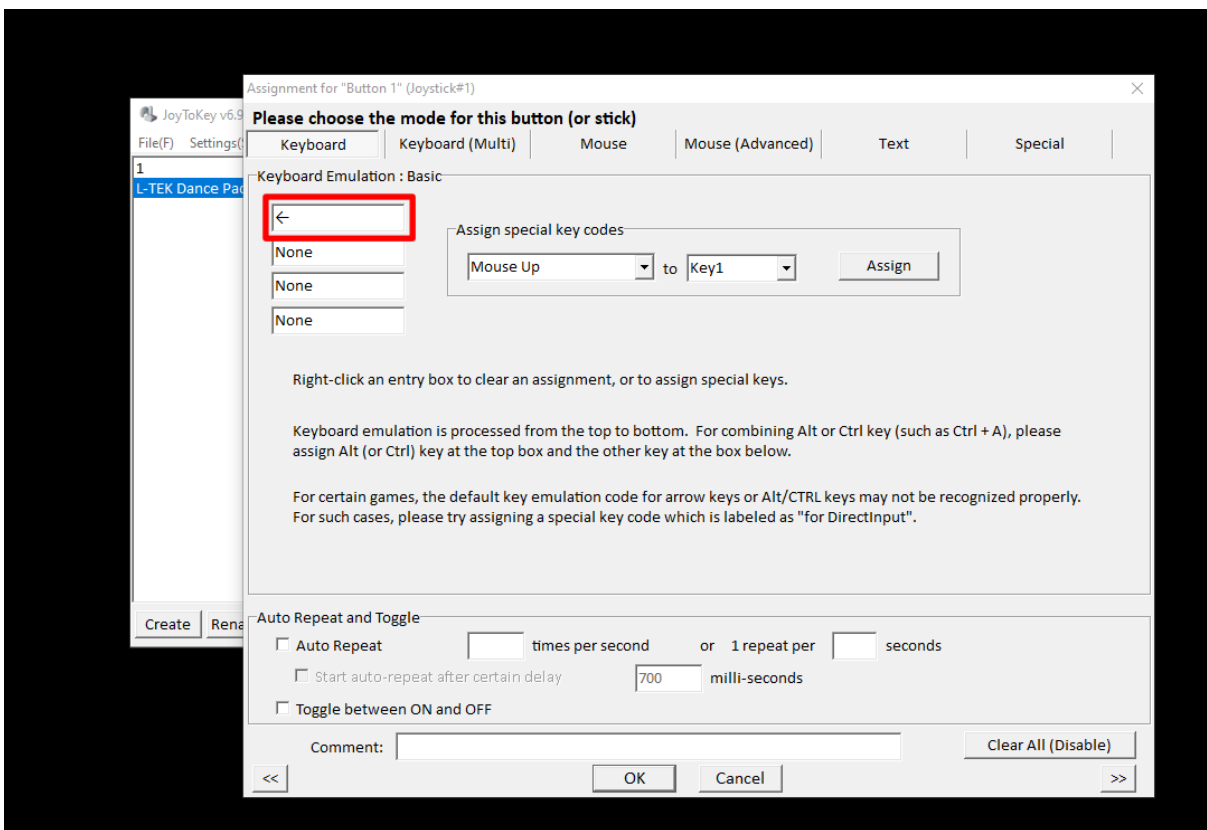 Assignment for "Button 1" (Joystick#1)
JoyToKey v6.9
File(F) Settings(
1
L-TEK Dance Pad
Please choose the mode for this button (or stick)
Keyboard Keyboard (Multi) Mouse Mouse (Advanced) Text Special
Keyboard Emulation : Basic
←
None
None
None
Assign special key codes
Mouse Up to Key1 Assign
Right-click an entry box to clear an assignment, or to assign special keys.
Keyboard emulation is processed from the top to bottom. For combining Alt or Ctrl key (such as Ctrl + A), please
assign Alt (or Ctrl) key at the top box and the other key at the box below.
For certain games, the default key emulation code for arrow keys or Alt/CTRL keys may not be recognized properly.
For such cases, please try assigning a special key code which is labeled as "for DirectInput".
Create Rena
Auto Repeat and Toggle
Auto Repeat times per second or 1 repeat per seconds
Start auto-repeat after certain delay 700 milli-seconds
Toggle between ON and OFF
Comment: Clear All (Disable)
<< OK Cancel >>